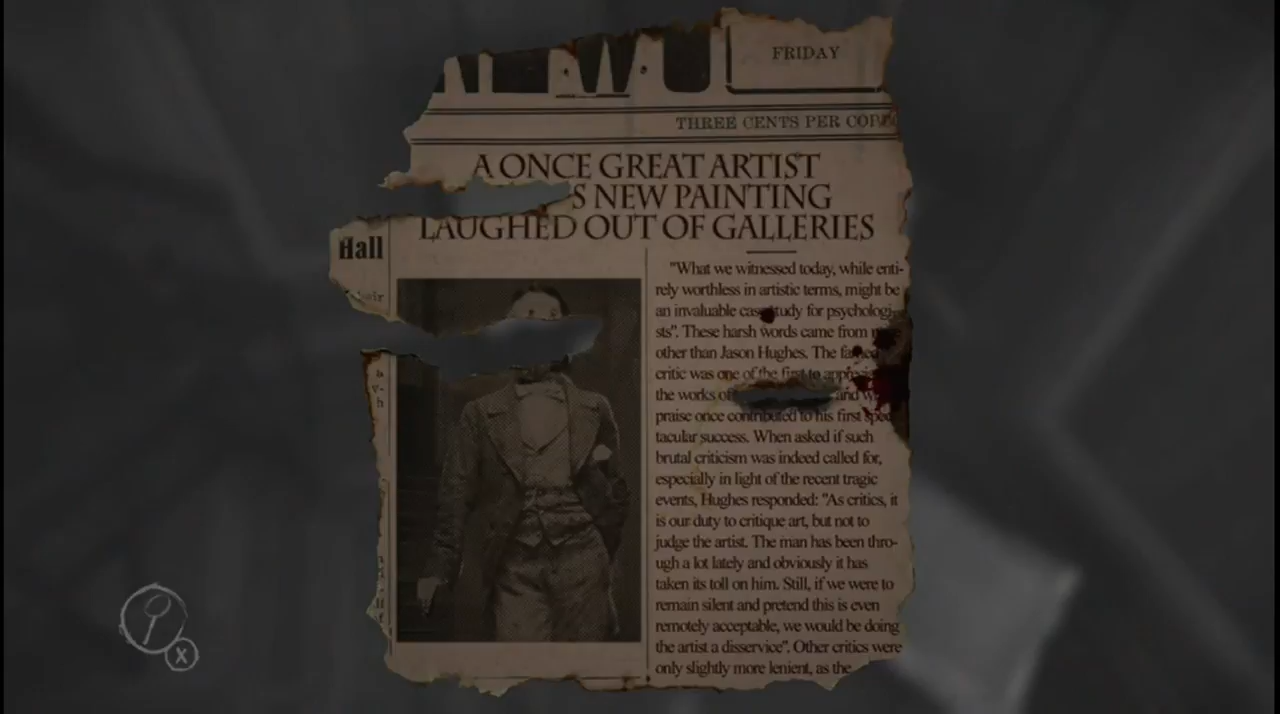 FRIDAY
THREE CENTS PER COPY
A ONCE GREAT ARTIST
S NEW PAINTING
LAUGHED OUT OF GALLERIES
Hall
"What we witnessed today, while enti-
rely worthless in artistic terms, might be
an invaluable case study for psychologi-
sts". These harsh words came from
other than Jason Hughes. The famed
critic was one of the first to
the works of and
praise once contributed to his first spec-
tacular success. When asked if such
brutal criticism was indeed called for,
especially in light of the recent tragic
events, Hughes responded: "As critics, it
is our duty to critique art, but not to
judge the artist. The man has been thro-
ugh a lot lately and obviously it has
taken its toll on him. Still, if we were to
remain silent and pretend this is even
remotely acceptable, we would be doing
the artist a disservice". Other critics were
only slightly more lenient, as the
X